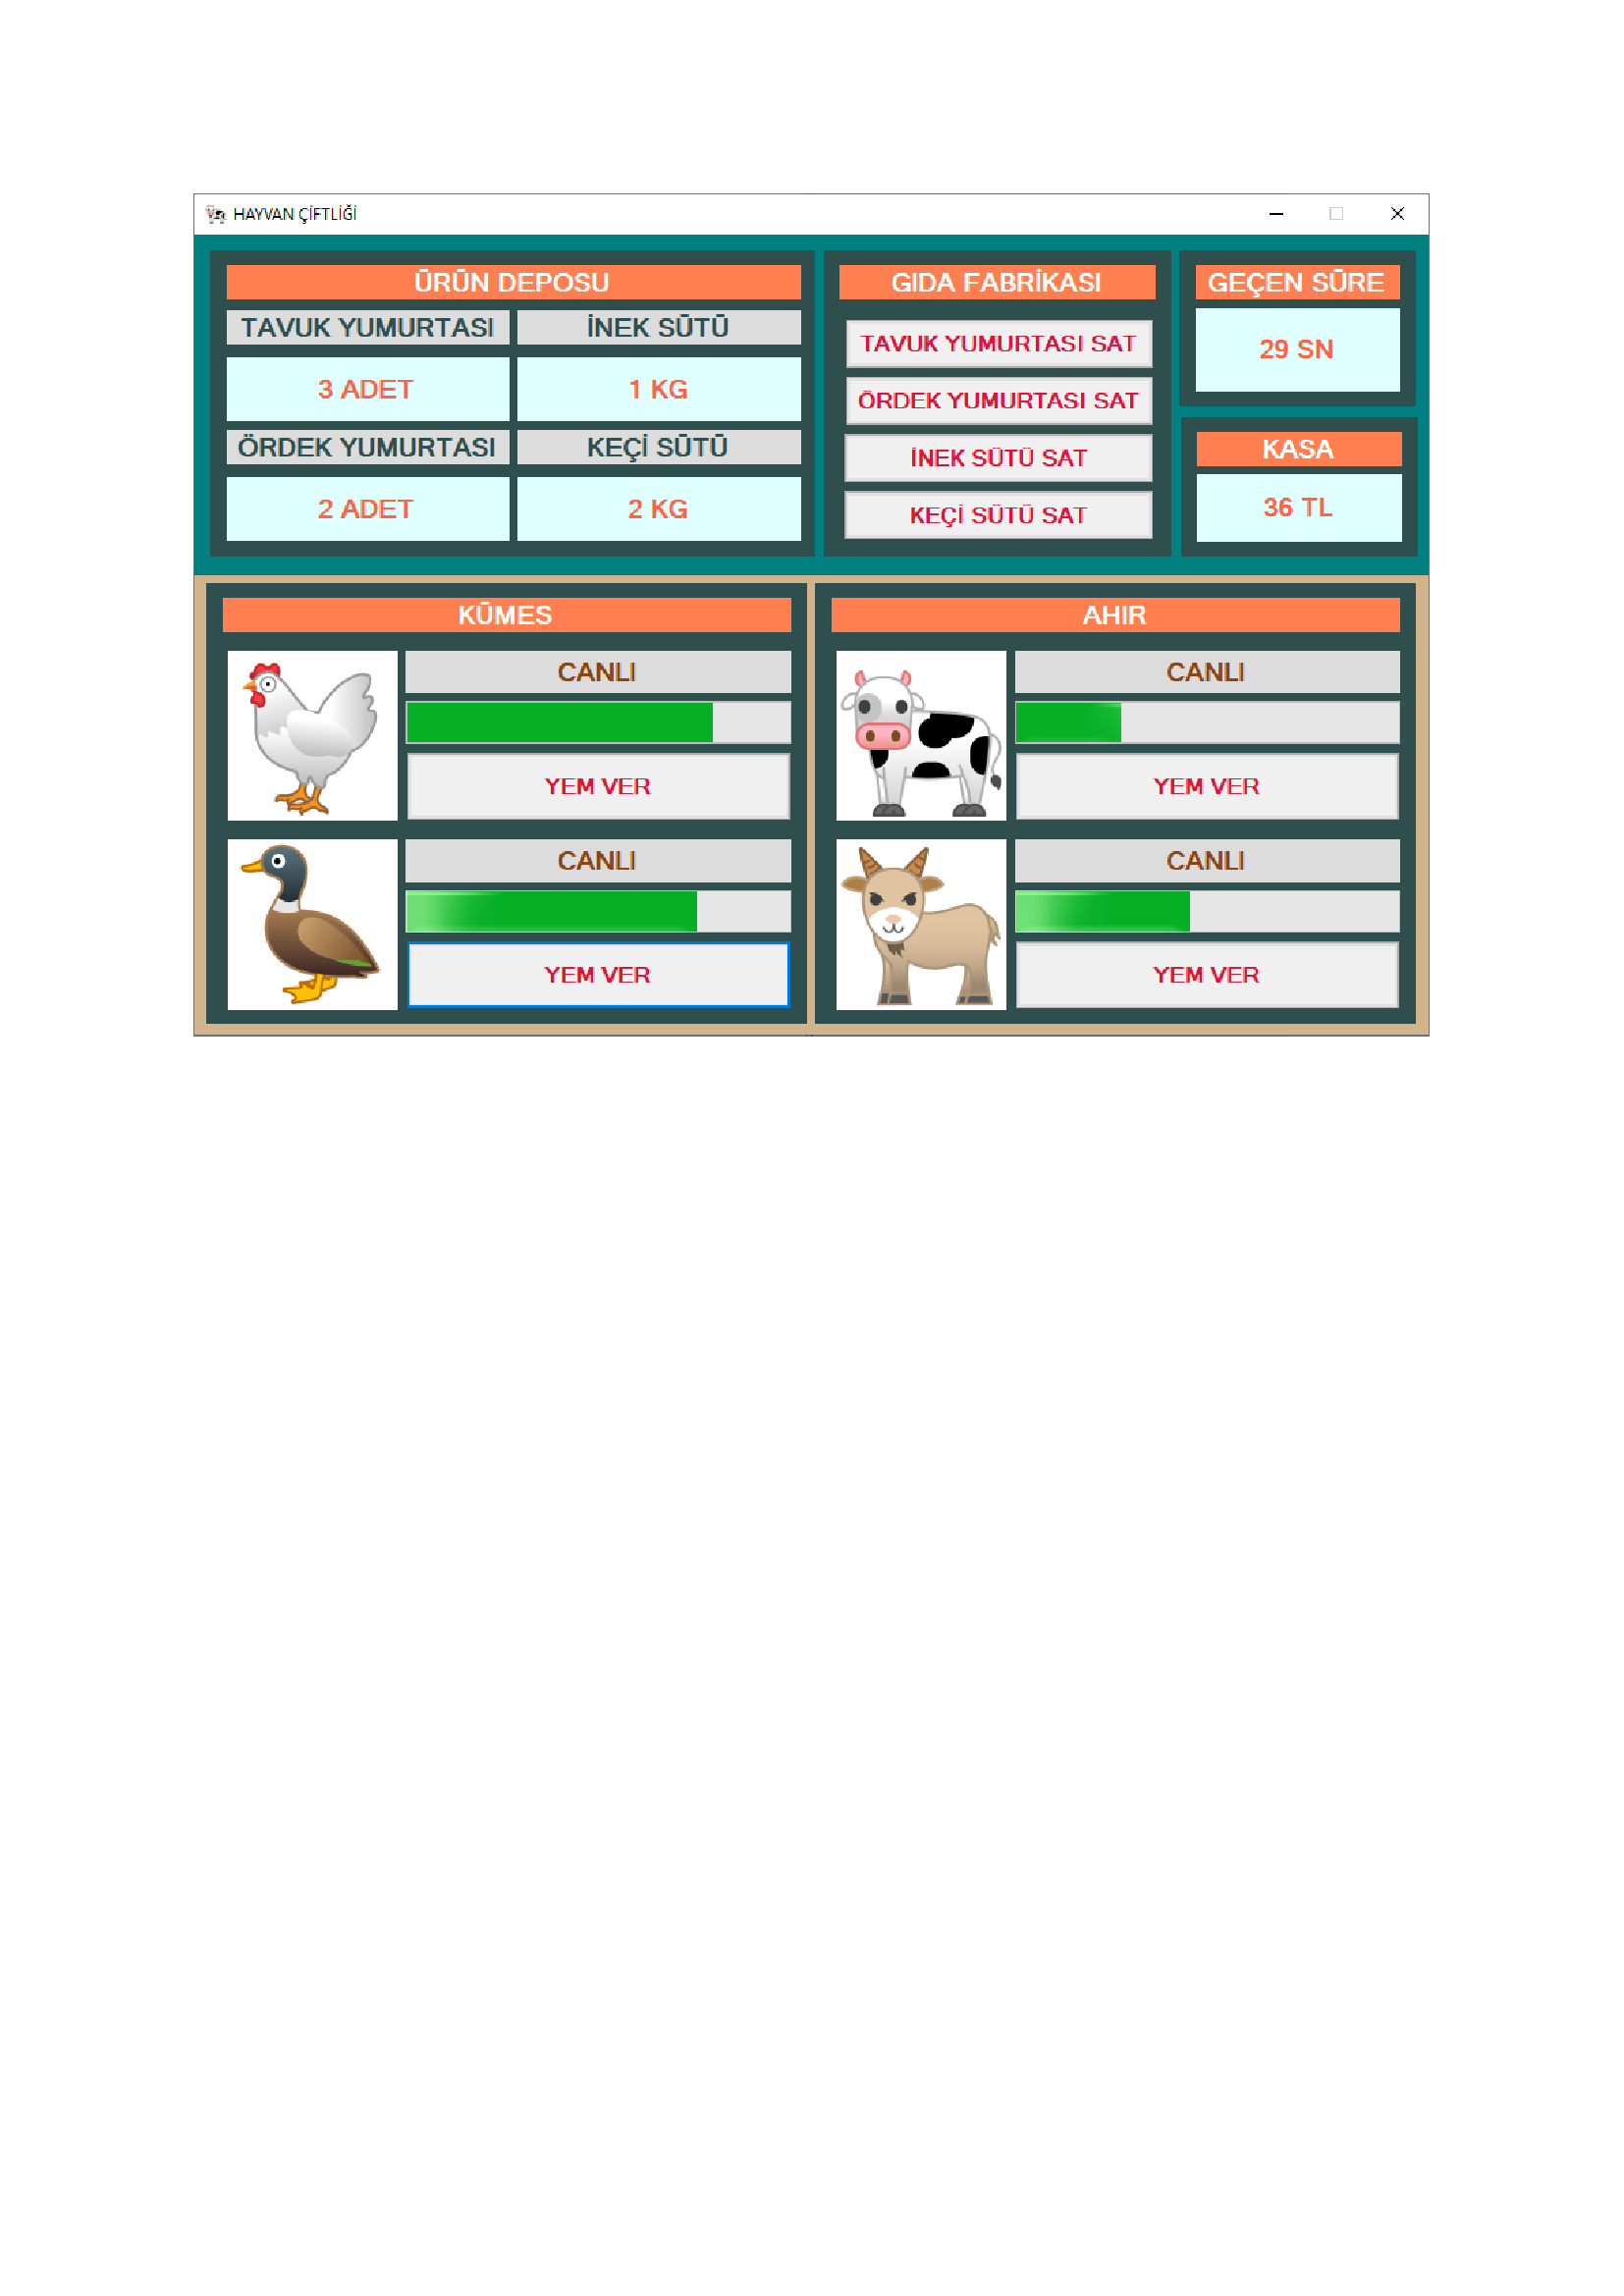 HAYVAN ÇİFTLİĞİ
ÜRÜN DEPOSU
TAVUK YUMURTASI
İNEK SÜTÜ
3 ADET
1 KG
ÖRDEK YUMURTASI
KEÇİ SÜTÜ
2 ADET
2 KG
GIDA FABRİKASI
TAVUK YUMURTASI SAT
ÖRDEK YUMURTASI SAT
İNEK SÜTÜ SAT
KEÇİ SÜTÜ SAT
GEÇEN SÜRE
29 SN
KASA
36 TL
KÜMES
CANLI
YEM VER
CANLI
YEM VER
AHIR
CANLI
YEM VER
CANLI
YEM VER